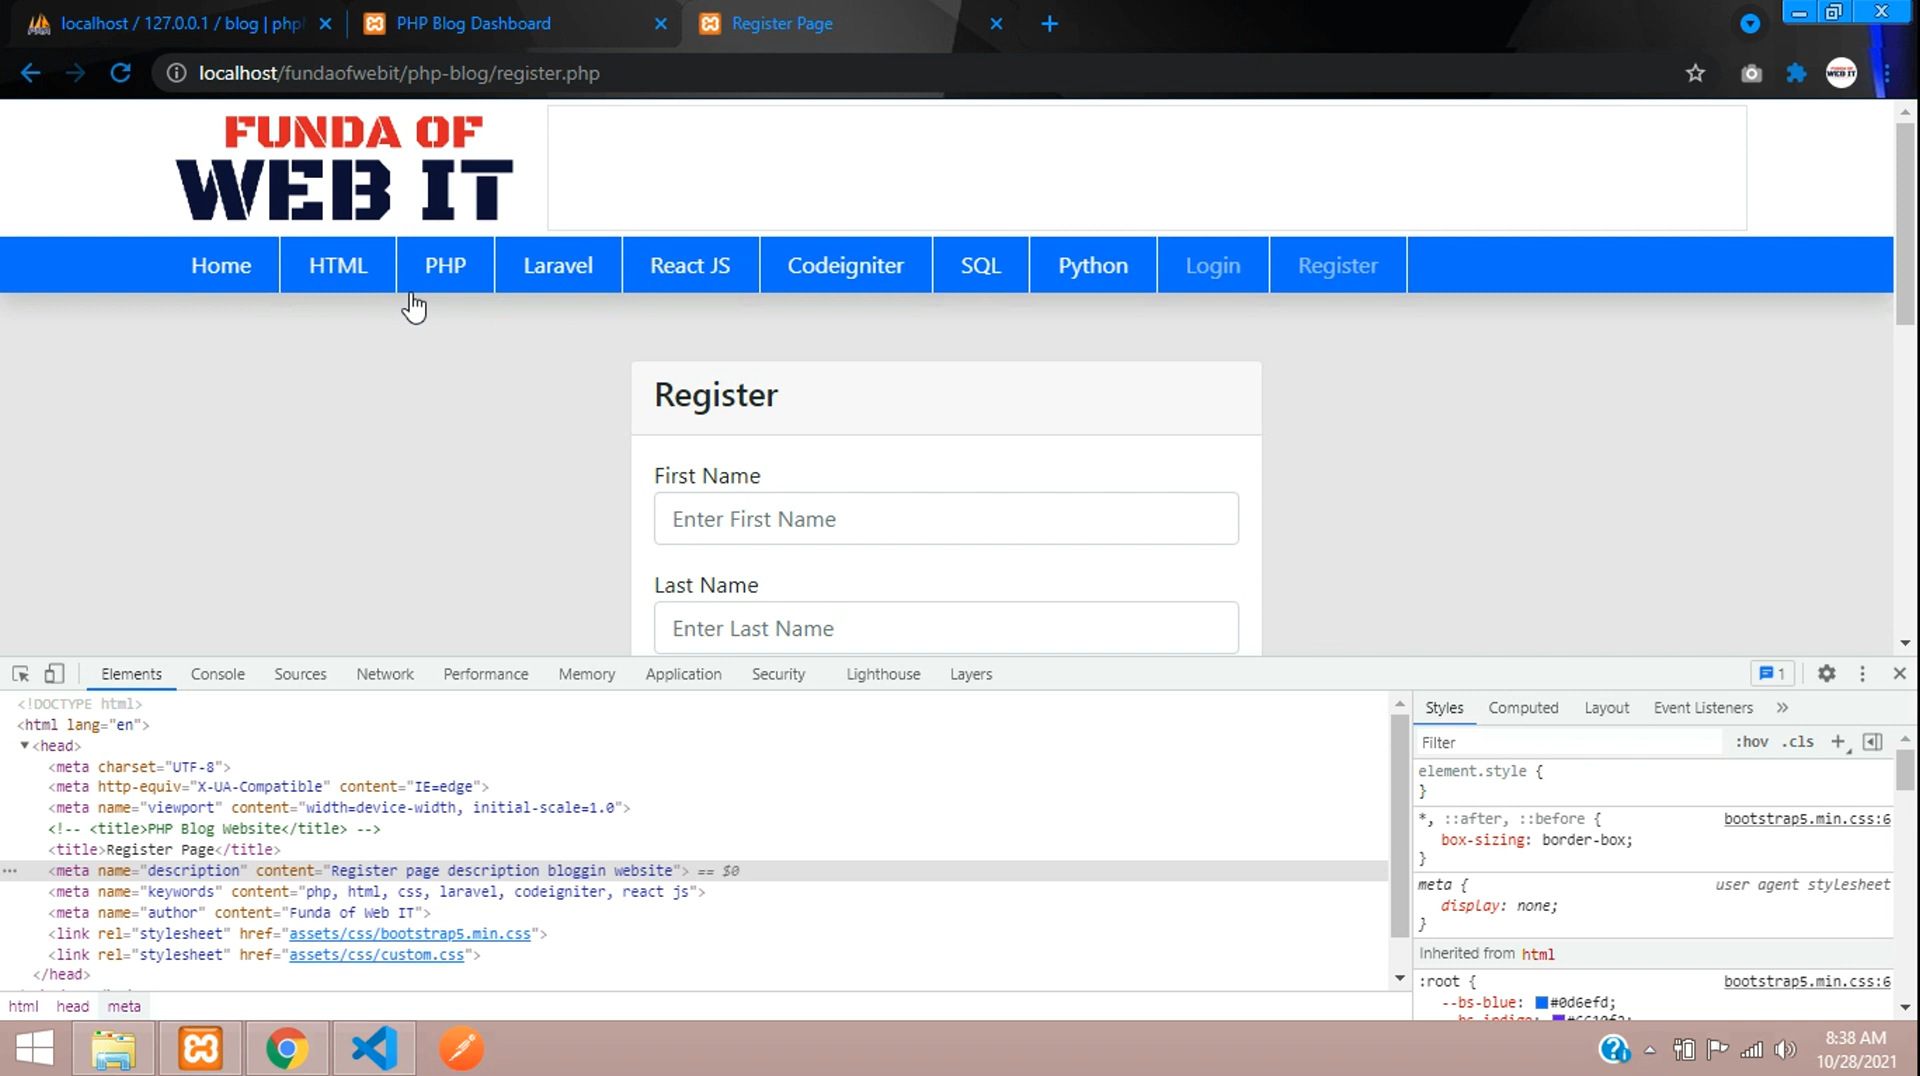 localhost / 127.0.0.1 / blog | php
PHP Blog Dashboard
Register Page
localhost/fundaofwebit/php-blog/register.php
FUNDA OF
WEB IT
Home HTML PHP Laravel React JS Codeigniter SQL Python Login Register
Register
First Name
Enter First Name
Last Name
Enter Last Name
Elements Console Sources Network Performance Memory Application Security Lighthouse Layers
1
<!DOCTYPE html>
<html lang="en">
<head>
<meta charset="UTF-8">
<meta http-equiv="X-UA-Compatible" content="IE=edge">
<meta name="viewport" content="width=device-width, initial-scale=1.0">
<!-- <title>PHP Blog Website</title> -->
<title>Register Page</title>
<meta name="description" content="Register page description bloggin website"> == $0
<meta name="keywords" content="php, html, css, laravel, codeigniter, react js">
<meta name="author" content="Funda of Web IT">
<link rel="stylesheet" href="assets/css/bootstrap5.min.css">
<link rel="stylesheet" href="assets/css/custom.css">
</head>
html head meta
Styles Computed Layout Event Listeners »
Filter :hov .cls +
element.style {
}
*, ::after, ::before { bootstrap5.min.css:6
box-sizing: border-box;
}
meta { user agent stylesheet
display: none;
}
Inherited from html
:root { bootstrap5.min.css:6
--bs-blue: #0d6efd;
8:38 AM
10/28/2021